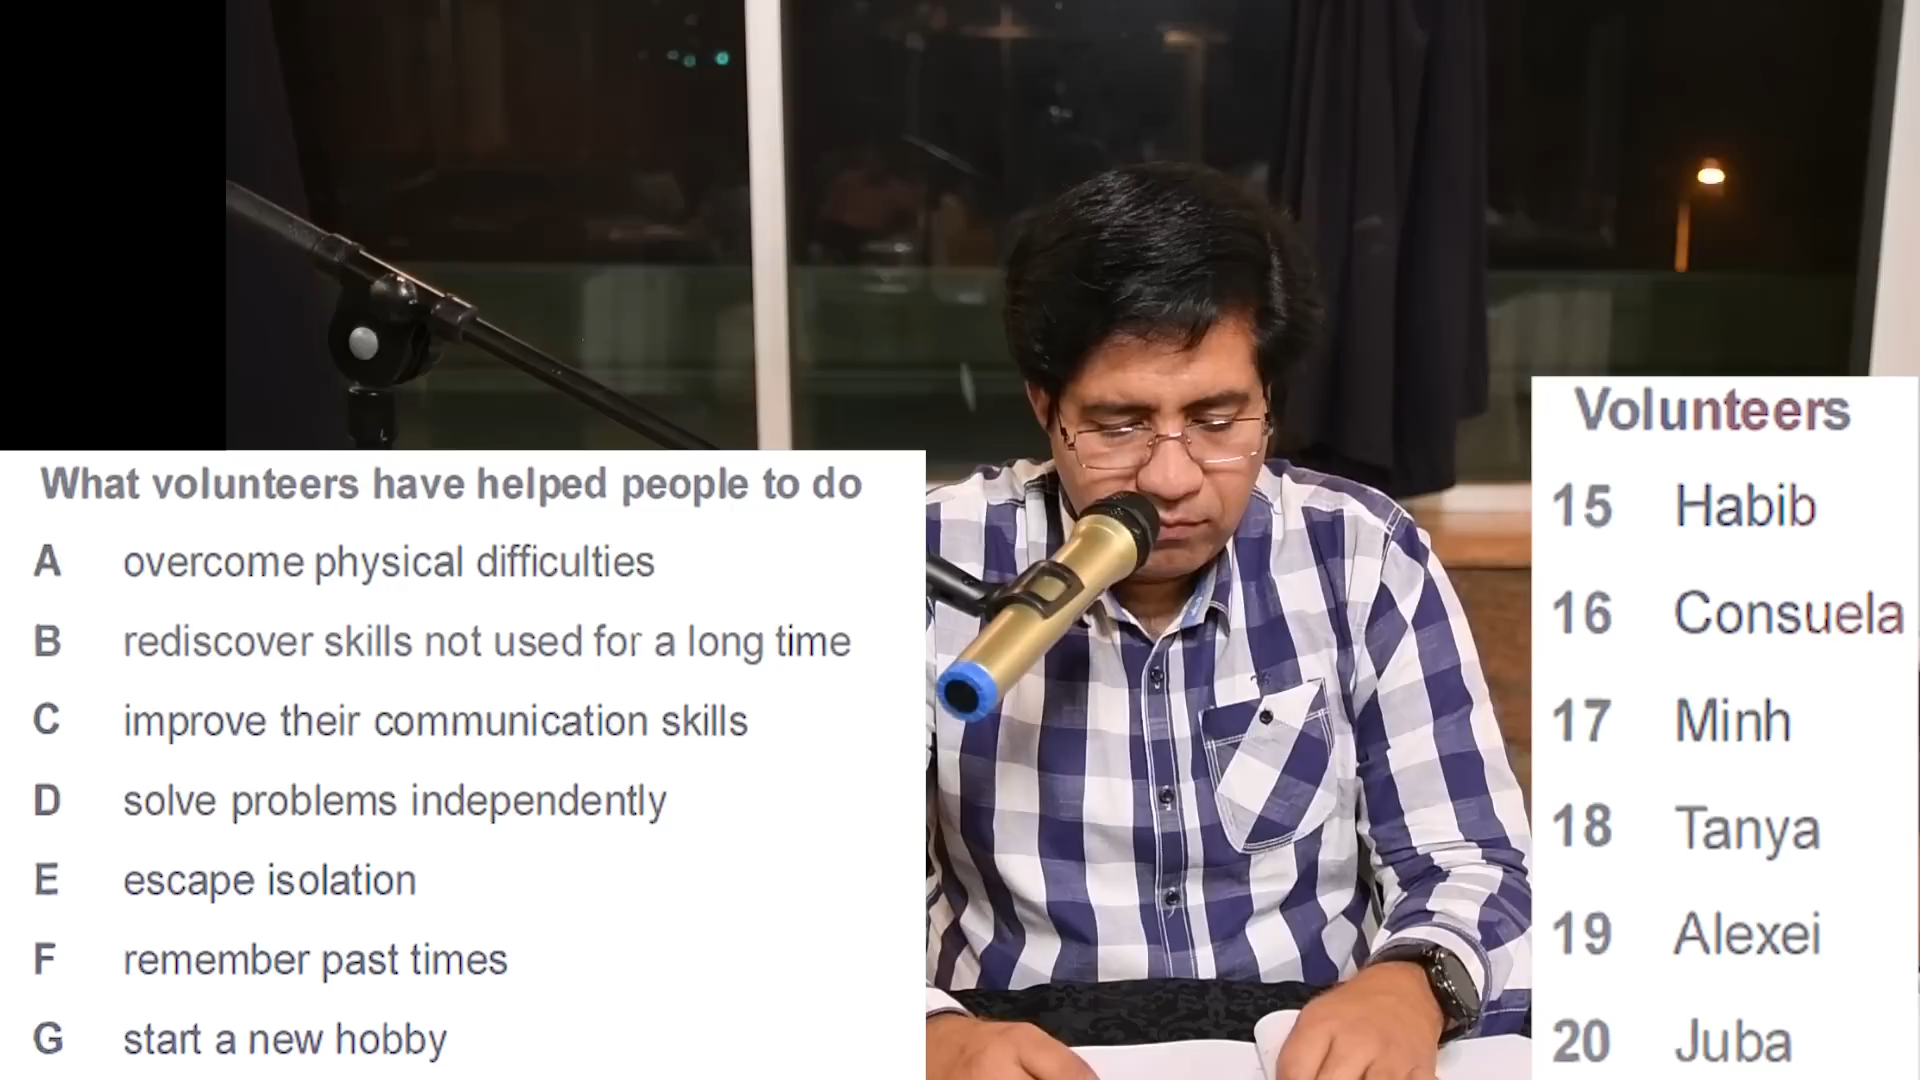 What volunteers have helped people to do
A overcome physical difficulties
B rediscover skills not used for a long time
C improve their communication skills
D solve problems independently
E escape isolation
F remember past times
G start a new hobby
Volunteers
15 Habib
16 Consuela
17 Minh
18 Tanya
19 Alexei
20 Juba